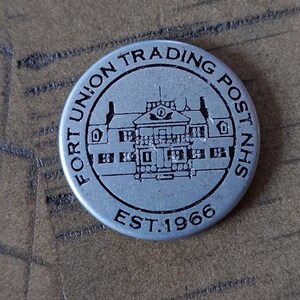 FORT UNION TRADING POST NHS
EST.1966